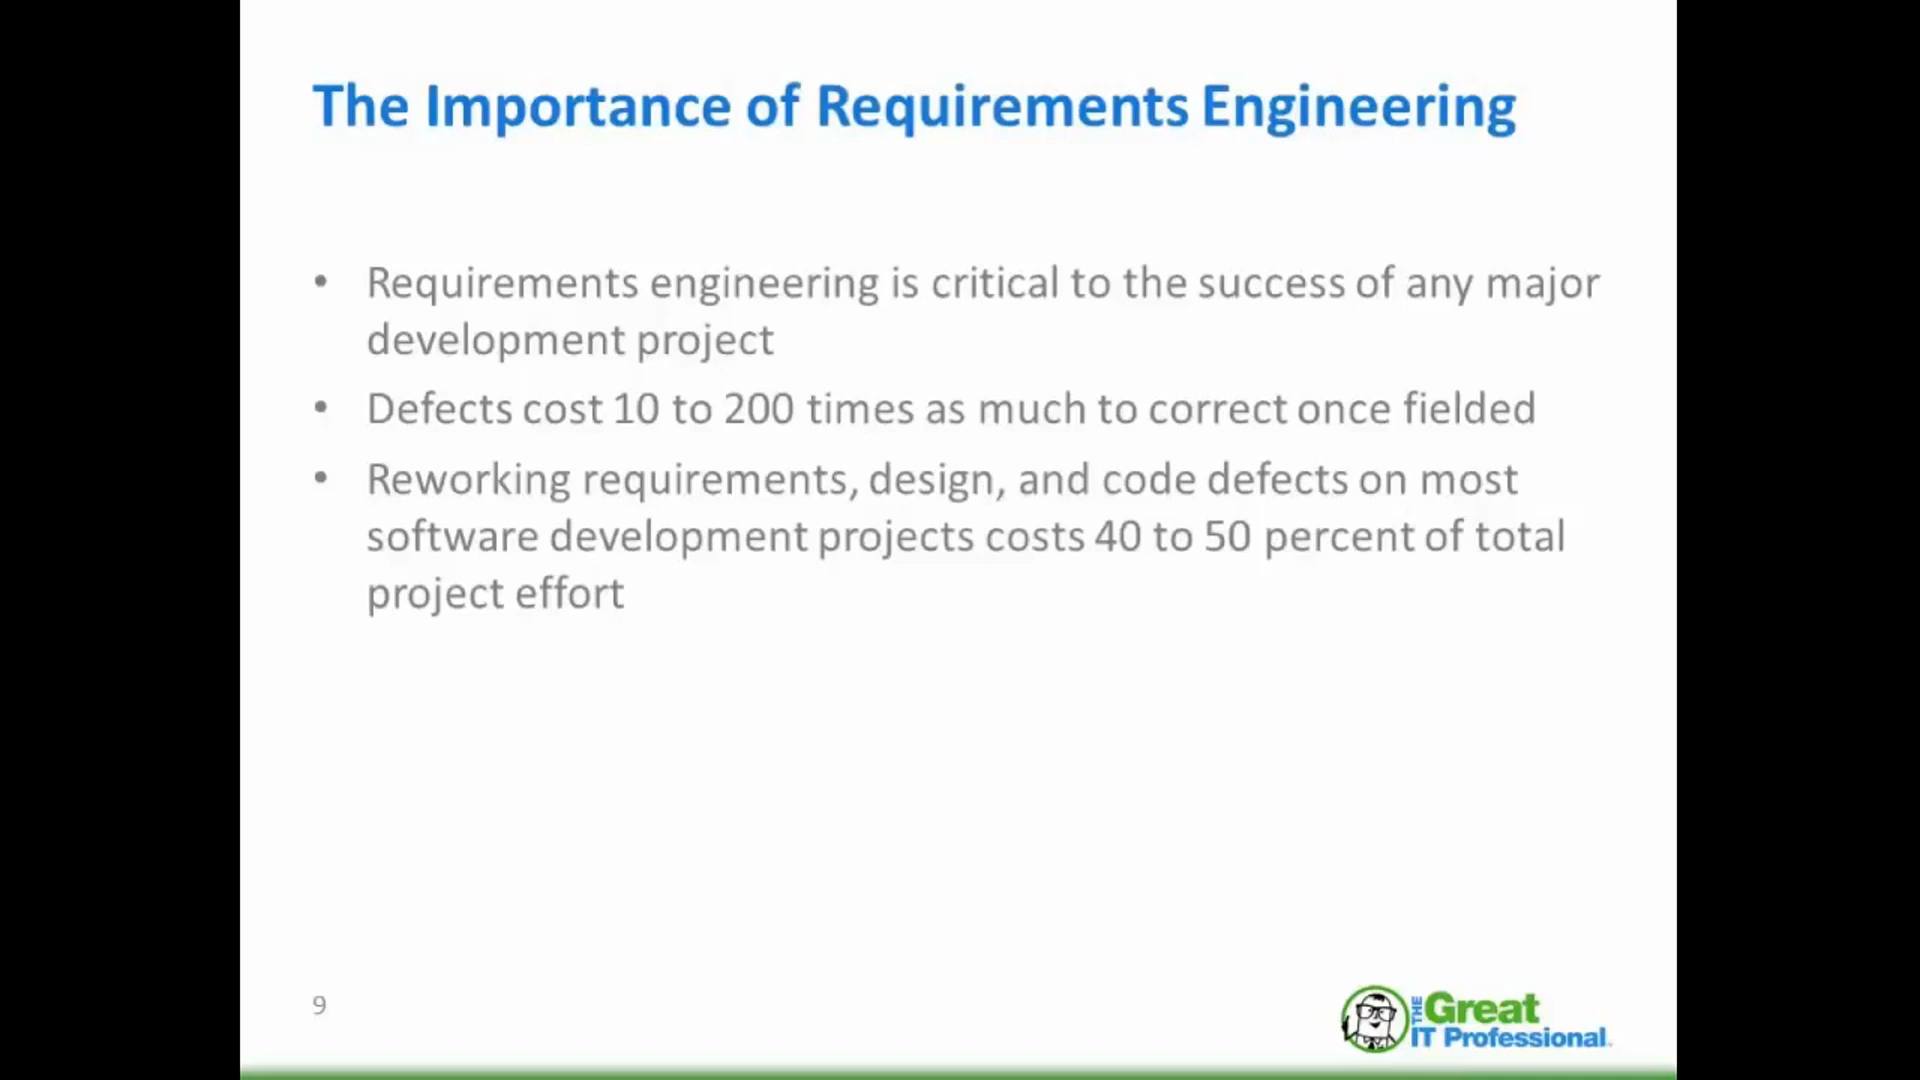 The Importance of Requirements Engineering
• Requirements engineering is critical to the success of any major
development project
• Defects cost 10 to 200 times as much to correct once fielded
• Reworking requirements, design, and code defects on most
software development projects costs 40 to 50 percent of total
project effort
9
THE Great
IT Professional